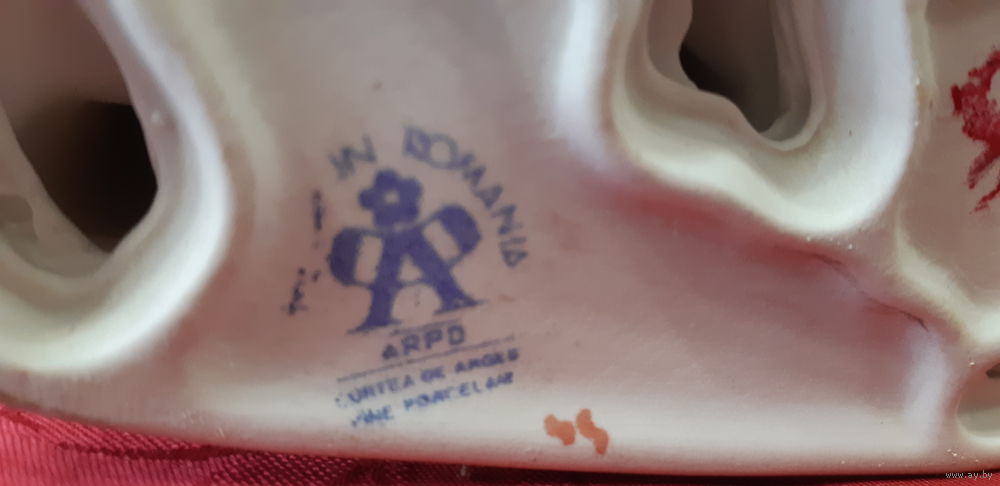 IN ROMANIA
ARPD
CURTEA DE ARGES
FINE PORCELAIN
www.ay.by